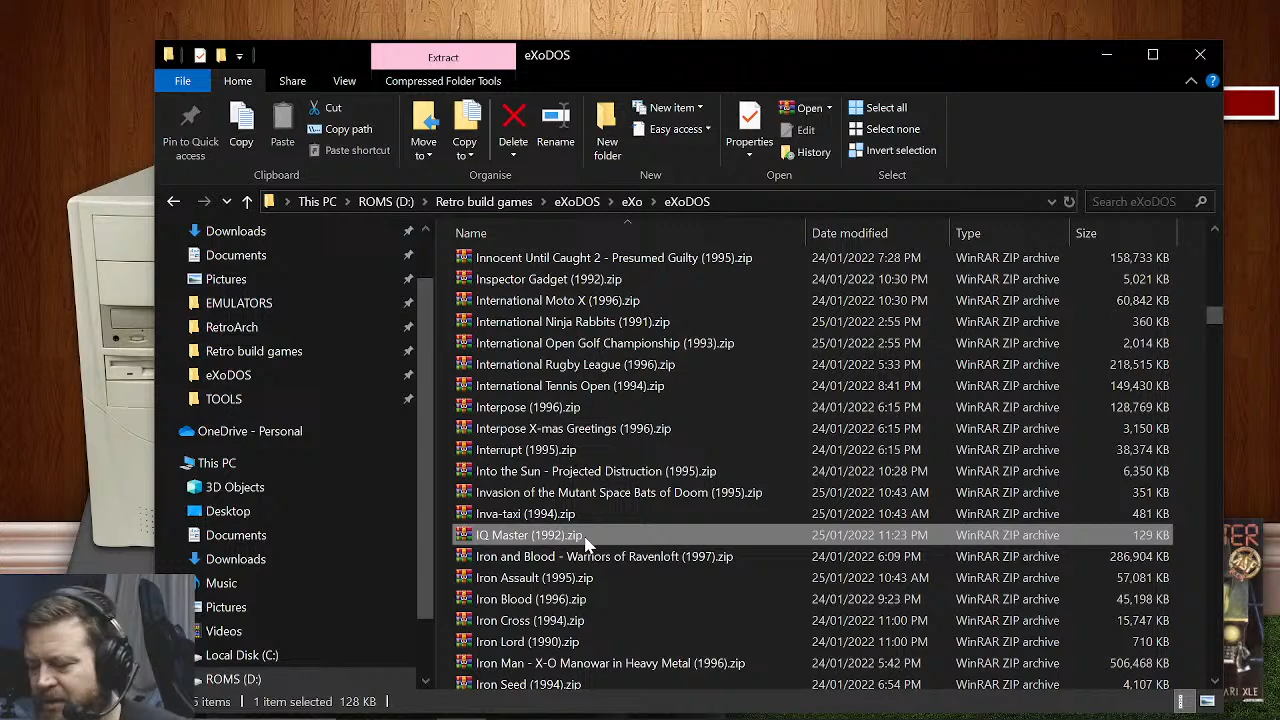 Extract
eXoDOS
File
Home
Share
View
Compressed Folder Tools
Pin to Quick access
Copy
Paste
Cut
Copy path
Paste shortcut
Clipboard
Move to
Copy to
Delete
Rename
Organise
New folder
New item
Easy access
New
Properties
Open
Edit
History
Open
Select all
Select none
Invert selection
Select
This PC > ROMS (D:) > Retro build games > eXoDOS > eXo > eXoDOS
Search eXoDOS
Downloads
Documents
Pictures
EMULATORS
RetroArch
Retro build games
eXoDOS
TOOLS
OneDrive - Personal
This PC
3D Objects
Desktop
Documents
Downloads
Music
Pictures
Videos
Local Disk (C:)
ROMS (D:)
Name Date modified Type Size
Innocent Until Caught 2 - Presumed Guilty (1995).zip 24/01/2022 7:28 PM WinRAR ZIP archive 158,733 KB
Inspector Gadget (1992).zip 24/01/2022 10:30 PM WinRAR ZIP archive 5,021 KB
International Moto X (1996).zip 24/01/2022 10:30 PM WinRAR ZIP archive 60,842 KB
International Ninja Rabbits (1991).zip 25/01/2022 2:55 PM WinRAR ZIP archive 360
International Open Golf Championship (1993).zip 25/01/2022 2:55 PM WinRAR ZIP archive 2,014 KB
International Rugby League (1996).zip 24/01/2022 5:33 PM WinRAR ZIP archive 218,515 KB
International Tennis Open (1994).zip 24/01/2022 8:41 PM WinRAR ZIP archive 149,430 KB
Interpose (1996).zip 24/01/2022 6:15 PM WinRAR ZIP archive 128,769 KB
Interpose X-mas Greetings (1996).zip 24/01/2022 6:15 PM WinRAR ZIP archive 3,150 KB
Interrupt (1995).zip 24/01/2022 6:15 PM WinRAR ZIP archive 38,374 KB
Into the Sun - Projected Distruction (1995).zip 24/01/2022 10:28 PM WinRAR ZIP archive 6,350 KB
Invasion of the Mutant Space Bats of Doom (1995).zip 25/01/2022 10:43 AM WinRAR ZIP archive 351 KB
Inva-taxi (1994).zip 25/01/2022 10:43 AM WinRAR ZIP archive 481 KB
IQ Master (1992).zip 25/01/2022 11:23 PM WinRAR ZIP archive 129 KB
Iron and Blood - Warriors of Ravenloft (1997).zip 24/01/2022 6:09 PM WinRAR ZIP archive 286,904 KB
Iron Assault (1995).zip 25/01/2022 10:43 AM WinRAR ZIP archive 57,081 KB
Iron Blood (1996).zip 24/01/2022 9:23 PM WinRAR ZIP archive 45,198 KB
Iron Cross (1994).zip 24/01/2022 11:00 PM WinRAR ZIP archive 15,747 KB
Iron Lord (1990).zip 24/01/2022 WinRAR ZIP archive 710 KB
X-O Manowar in Heavy Metal (1996).zip WinRAR ZIP archive
Iron Seed (1994).zip 24/01/2022 6:54 PM WinRAR ZIP archive 4,107 KB
items 1 item selected 128 KB